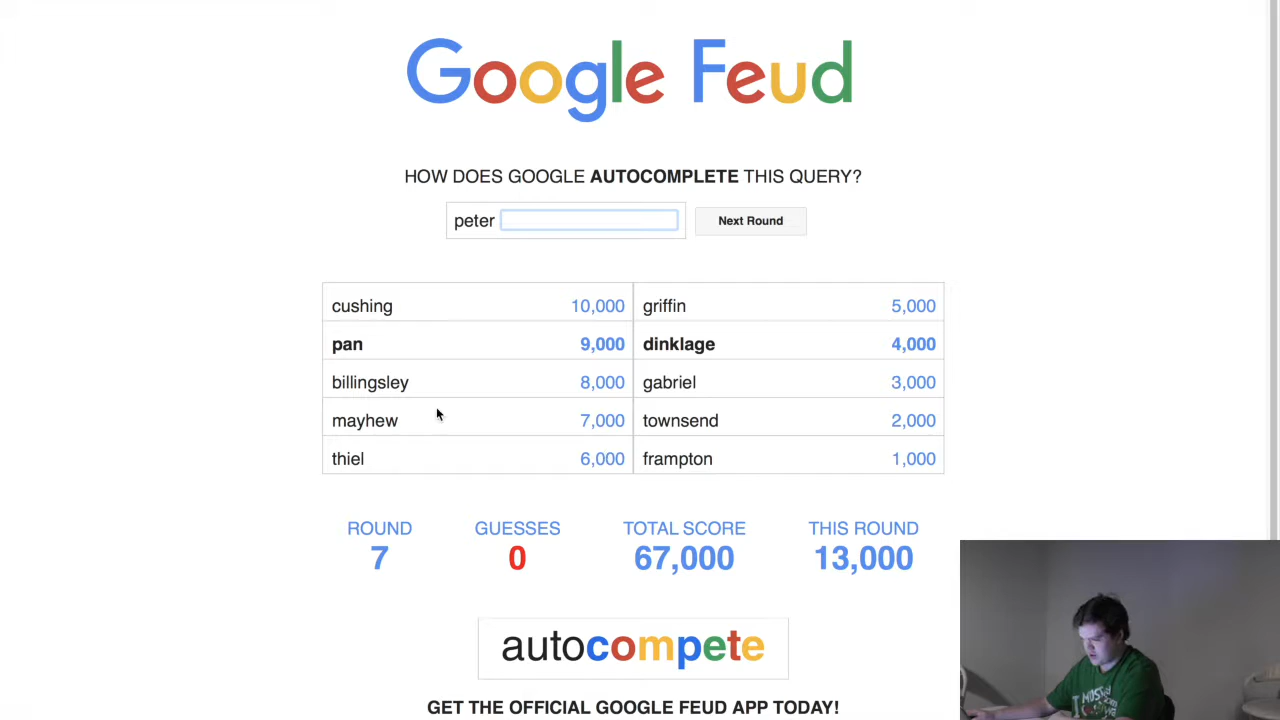 Google Feud
HOW DOES GOOGLE AUTOCOMPLETE THIS QUERY?
peter
Next Round
cushing 10,000 griffin 5,000
pan 9,000 dinklage 4,000
billingsley 8,000 gabriel 3,000
mayhew 7,000 townsend 2,000
thiel 6,000 frampton 1,000
ROUND GUESSES TOTAL SCORE THIS ROUND
7 0 67,000 13,000
autocompete
GET THE OFFICIAL GOOGLE FEUD APP TODAY!